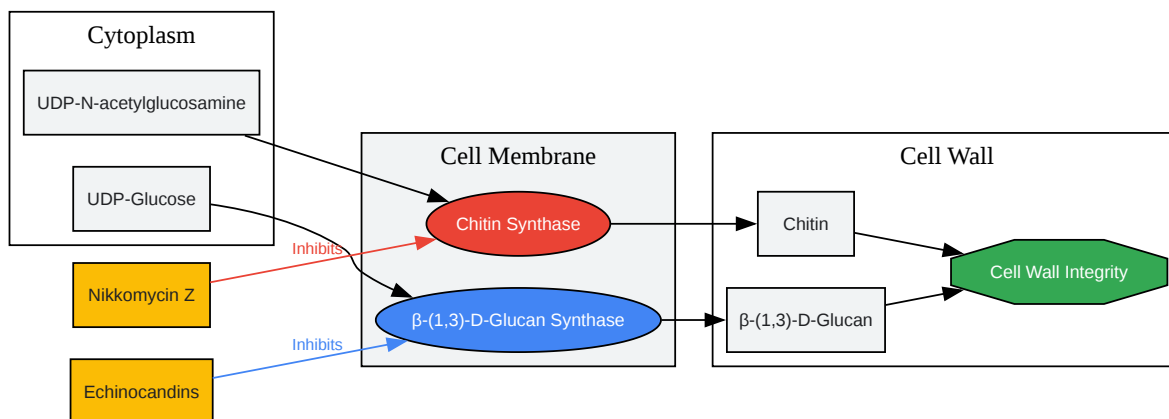 Cytoplasm
UDP-N-acetylglucosamine
UDP-Glucose
Nikkomycin Z
Echinocandins
Inhibits
Inhibits
Cell Membrane
Chitin Synthase
β-(1,3)-D-Glucan Synthase
Cell Wall
Chitin
β-(1,3)-D-Glucan
Cell Wall Integrity